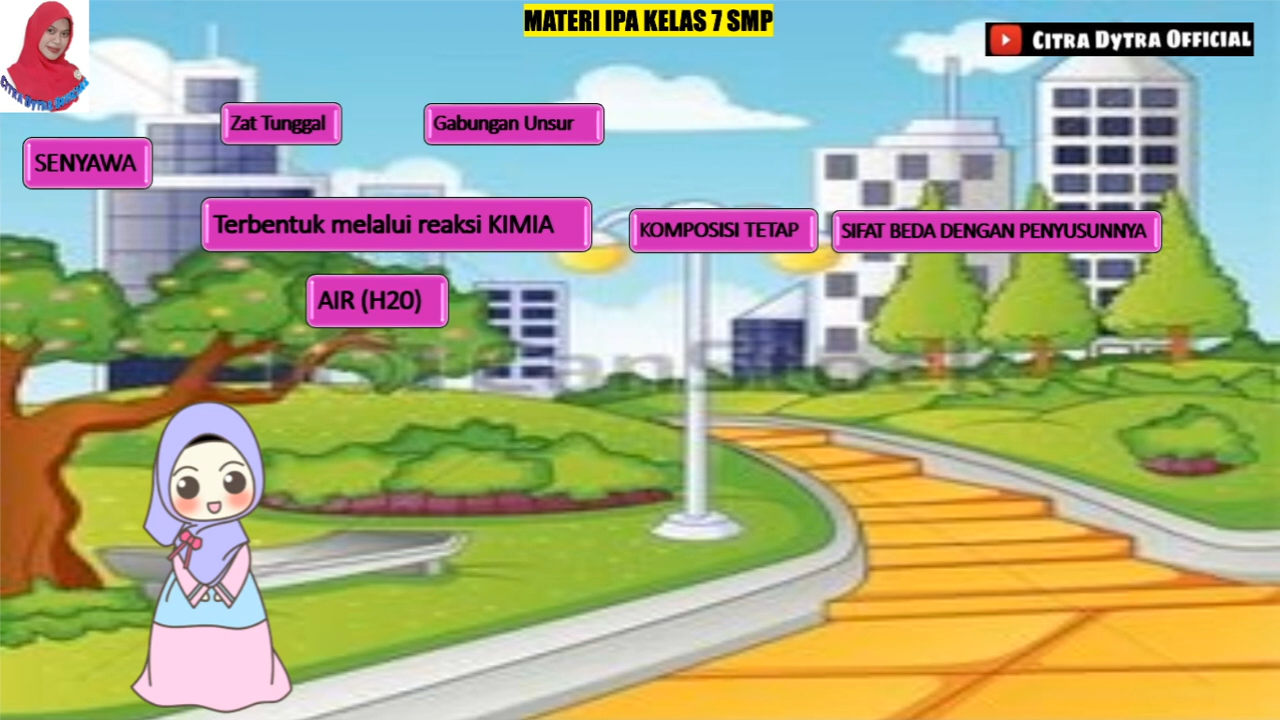 MATERI IPA KELAS 7 SMP
CITRA DYTRA OFFICIAL
Zat Tunggal
Gabungan Unsur
SENYAWA
Terbentuk melalui reaksi KIMIA
KOMPOSISI TETAP
SIFAT BEDA DENGAN PENYUSUNNYA
AIR (H20)